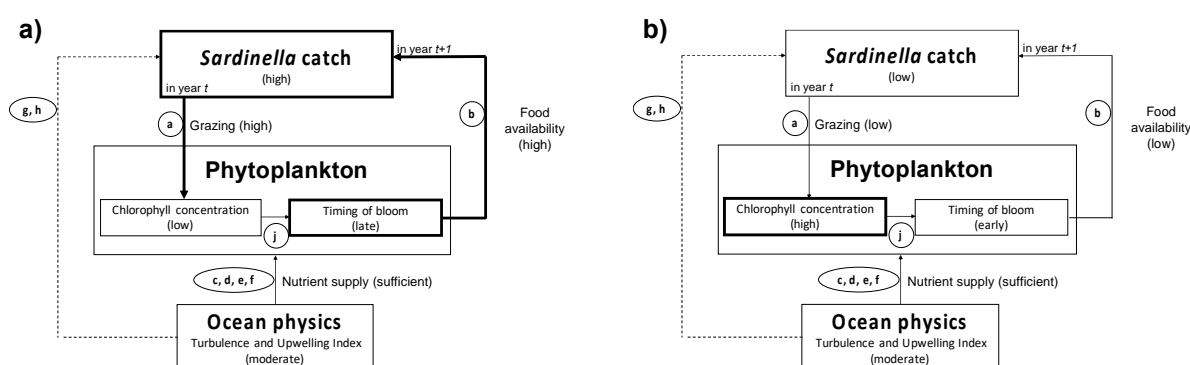 a)
Sardinella catch
(high)
in year t
in year t+1
g, h
a
Grazing (high)
b
Food
availability
(high)
Phytoplankton
Chlorophyll concentration
(low)
j
Timing of bloom
(late)
c, d, e, f
Nutrient supply (sufficient)
Ocean physics
Turbulence and Upwelling Index
(moderate)
b)
Sardinella catch
(low)
in year t
in year t+1
g, h
a
Grazing (low)
b
Food
availability
(low)
Phytoplankton
Chlorophyll concentration
(high)
j
Timing of bloom
(early)
c, d, e, f
Nutrient supply (sufficient)
Ocean physics
Turbulence and Upwelling Index
(moderate)